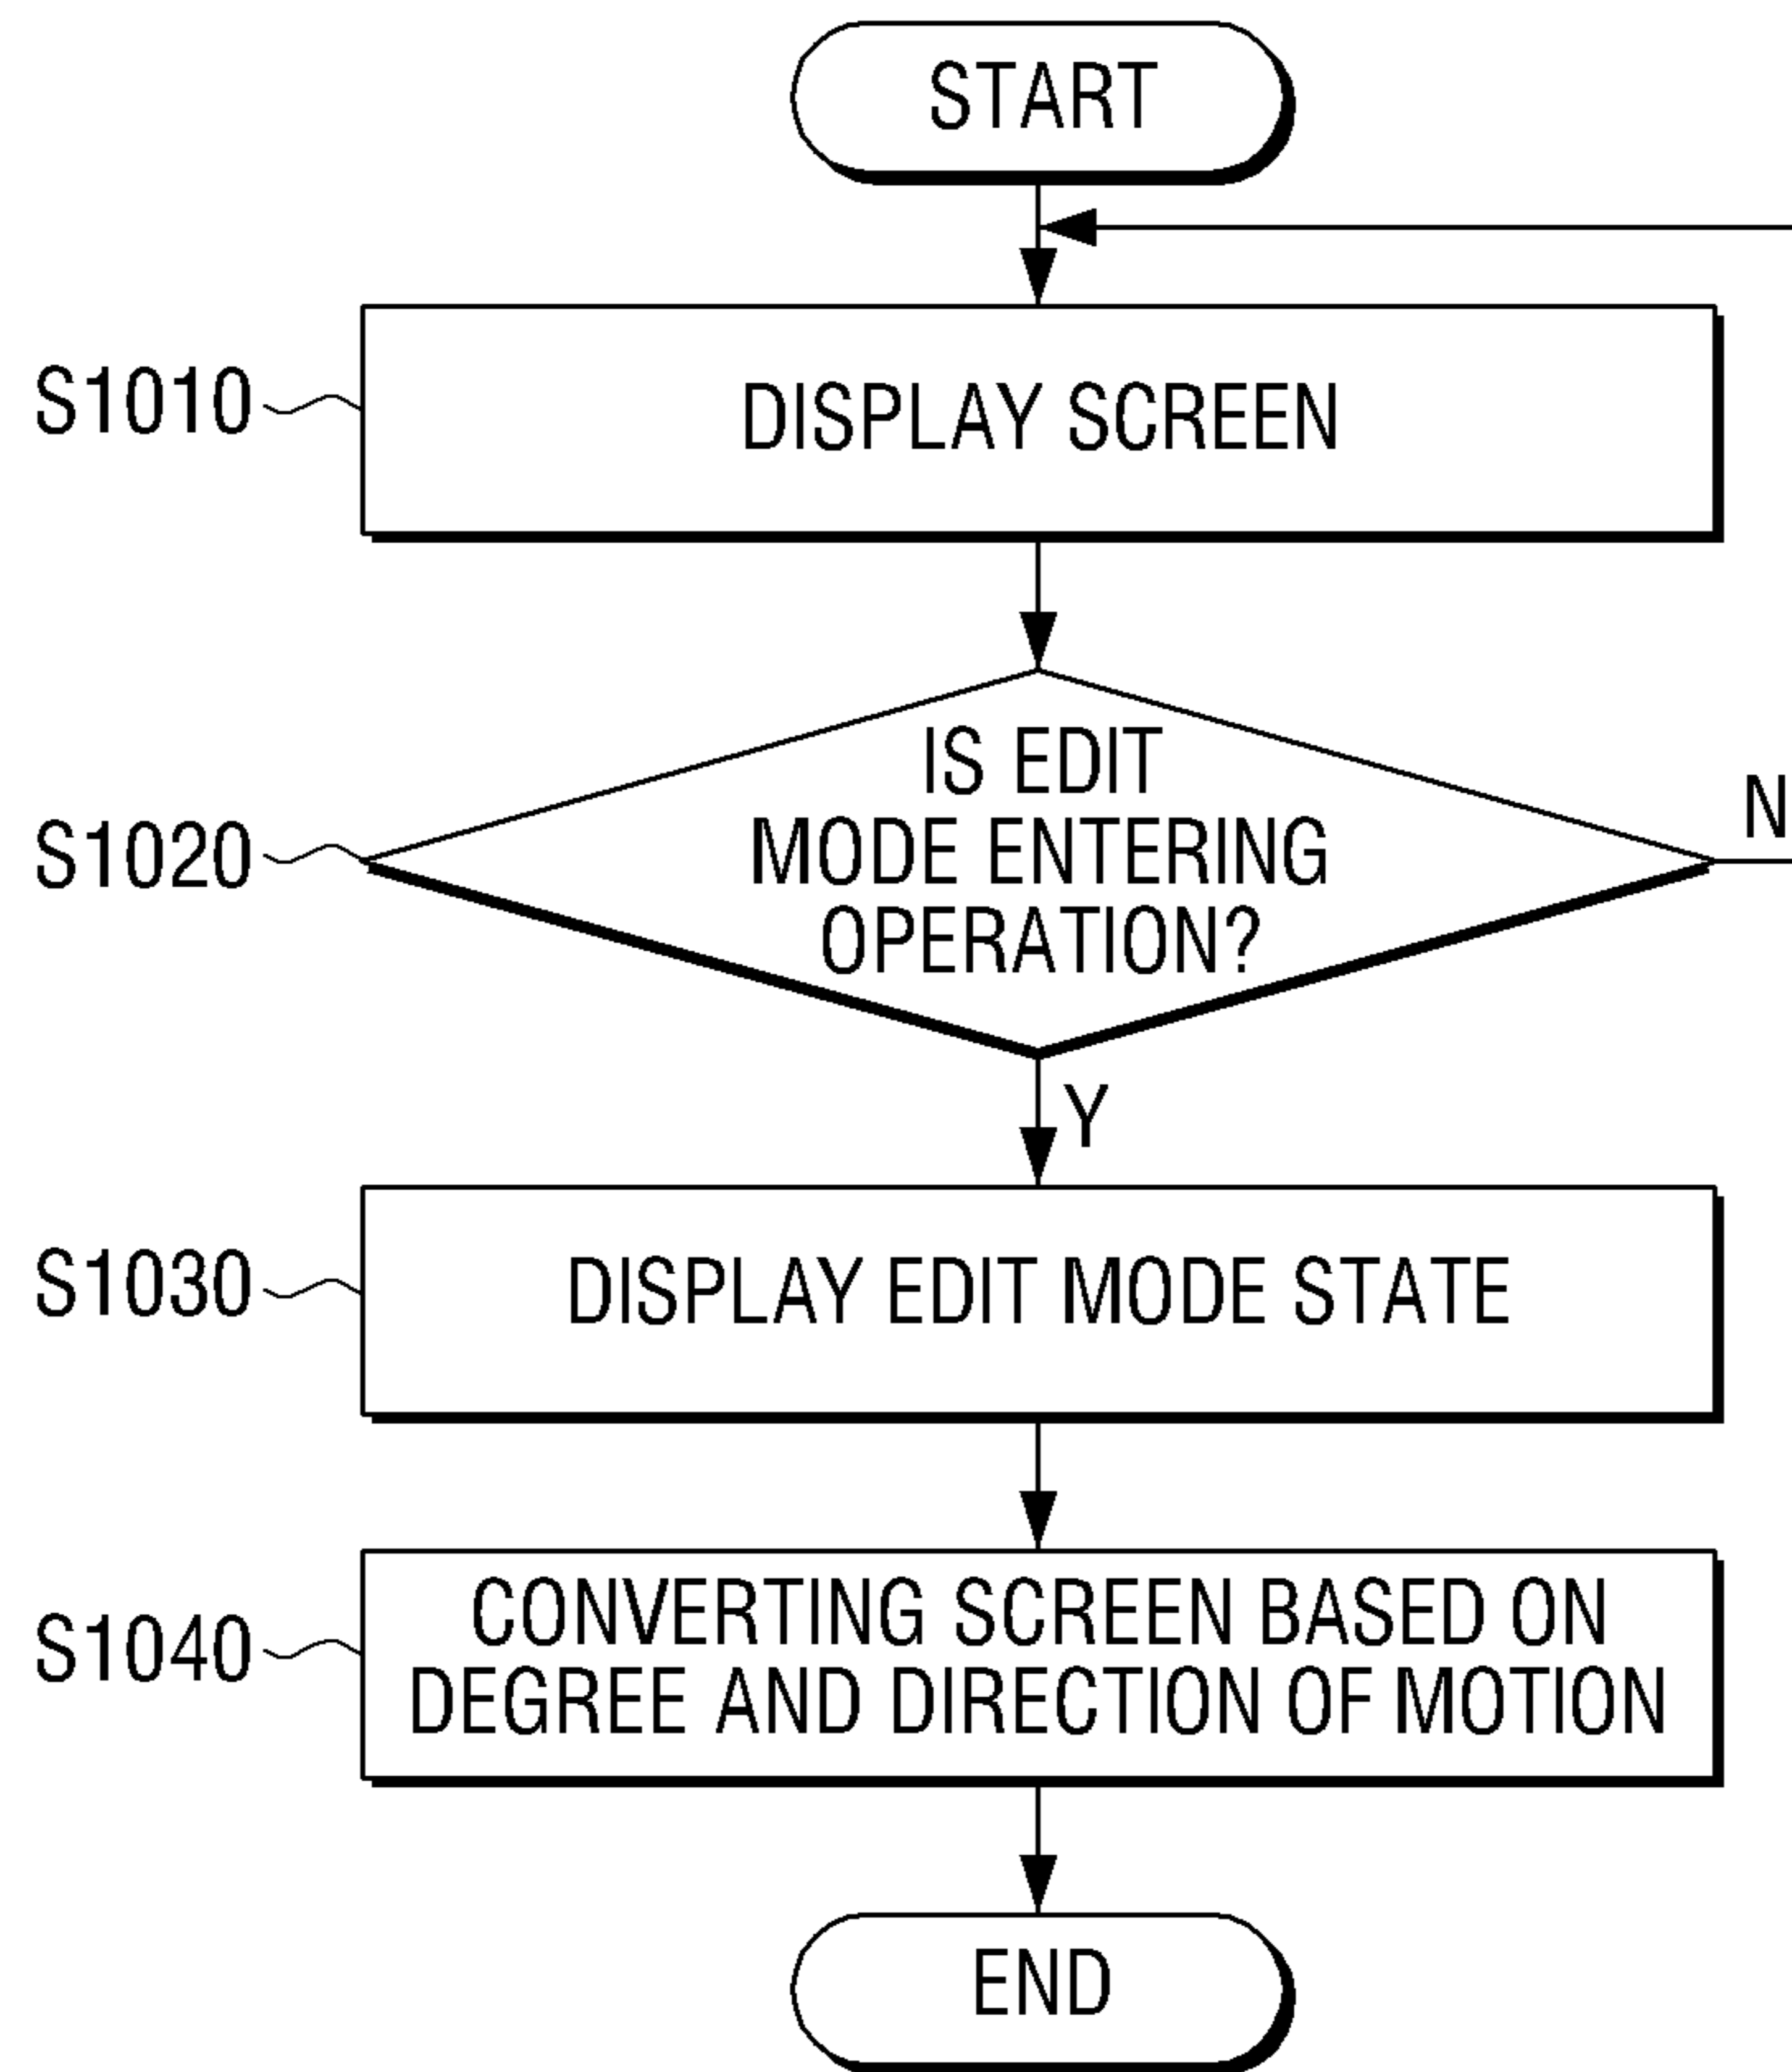 START
S1010
DISPLAY SCREEN
S1020
IS EDIT
MODE ENTERING
OPERATION?
N
Y
S1030
DISPLAY EDIT MODE STATE
S1040
CONVERTING SCREEN BASED ON
DEGREE AND DIRECTION OF MOTION
END